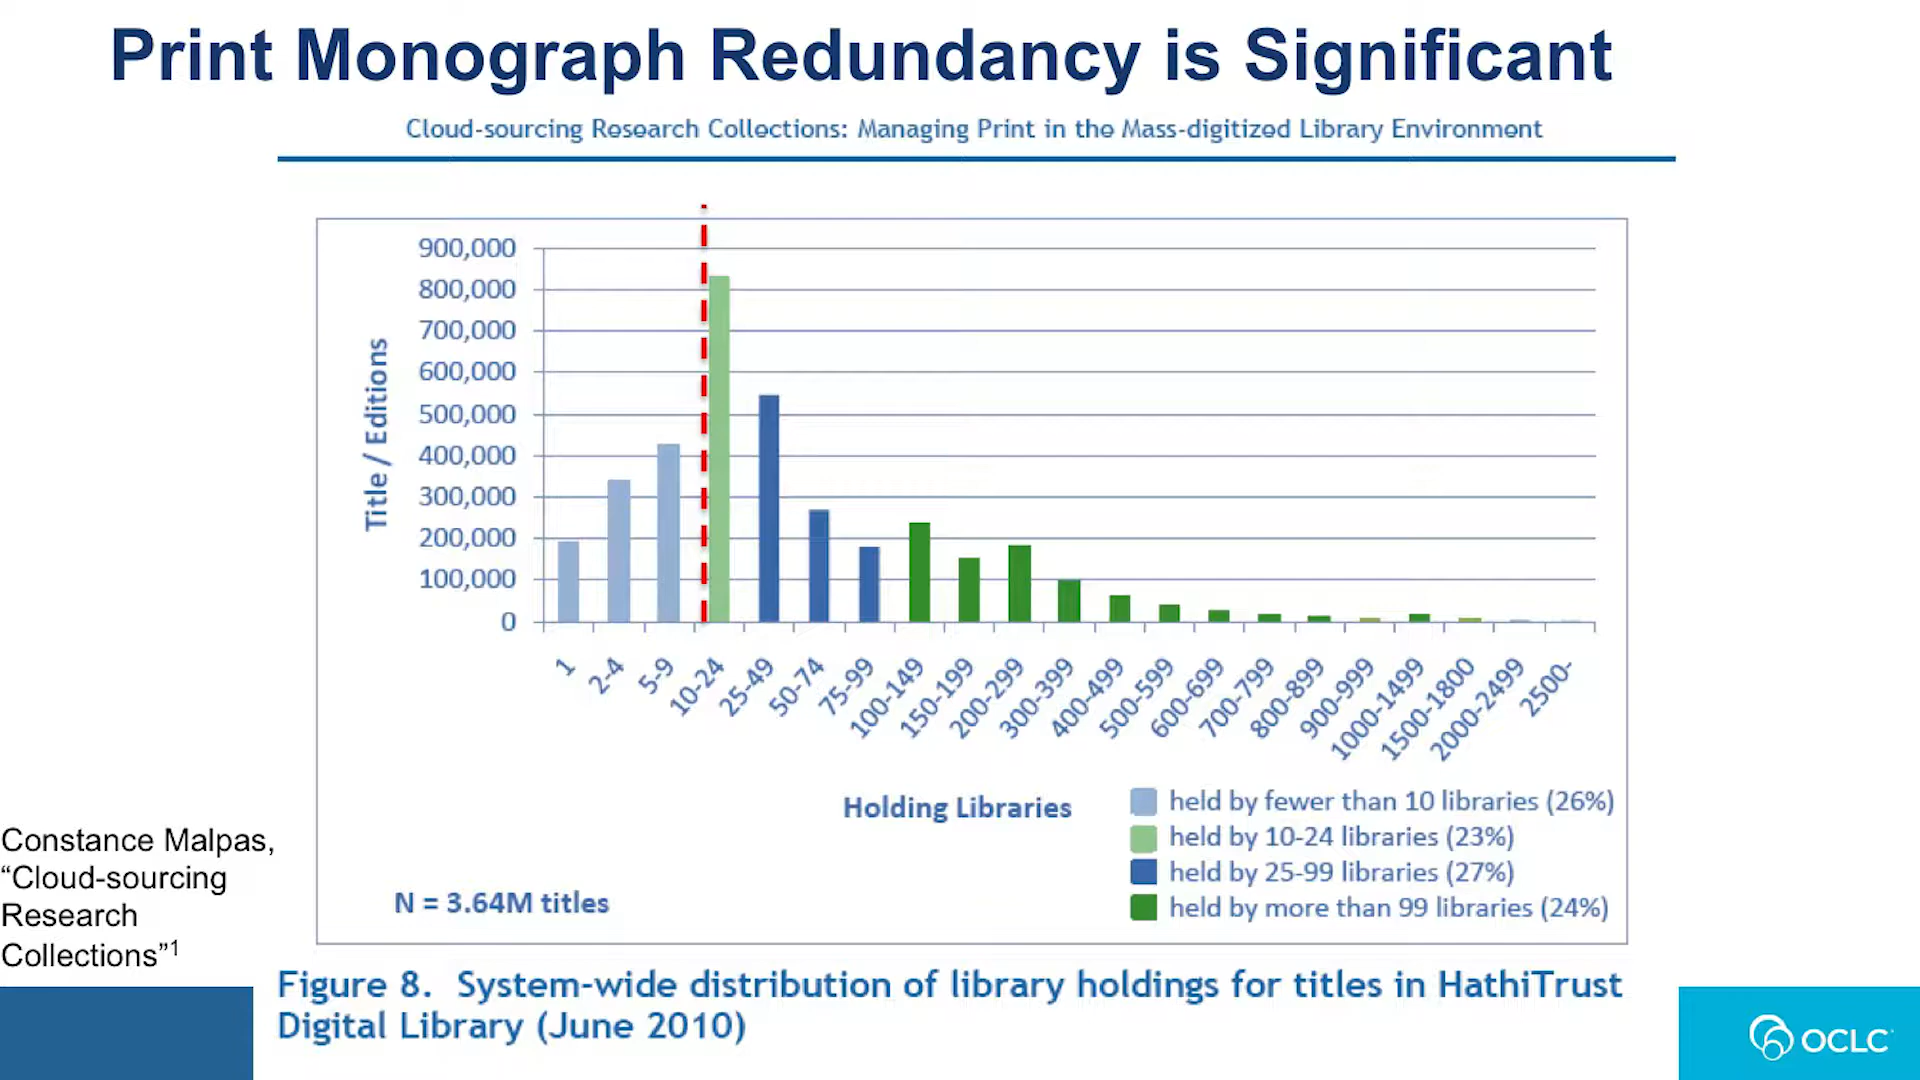 Print Monograph Redundancy is Significant
Cloud-sourcing Research Collections: Managing Print in the Mass-digitized Library Environment
Title / Editions
900,000
800,000
700,000
600,000
500,000
400,000
300,000
200,000
100,000
0
1
2-4
5-9
10-24
25-49
50-74
75-99
100-149
150-199
200-299
300-399
400-499
500-599
600-699
700-799
800-899
900-999
1000-1499
1500-1800
2000-2499
2500-
Holding Libraries
held by fewer than 10 libraries (26%)
held by 10-24 libraries (23%)
held by 25-99 libraries (27%)
held by more than 99 libraries (24%)
N = 3.64M titles
Constance Malpas,
“Cloud-sourcing
Research
Collections”1
Figure 8. System-wide distribution of library holdings for titles in HathiTrust
Digital Library (June 2010)
OCLC